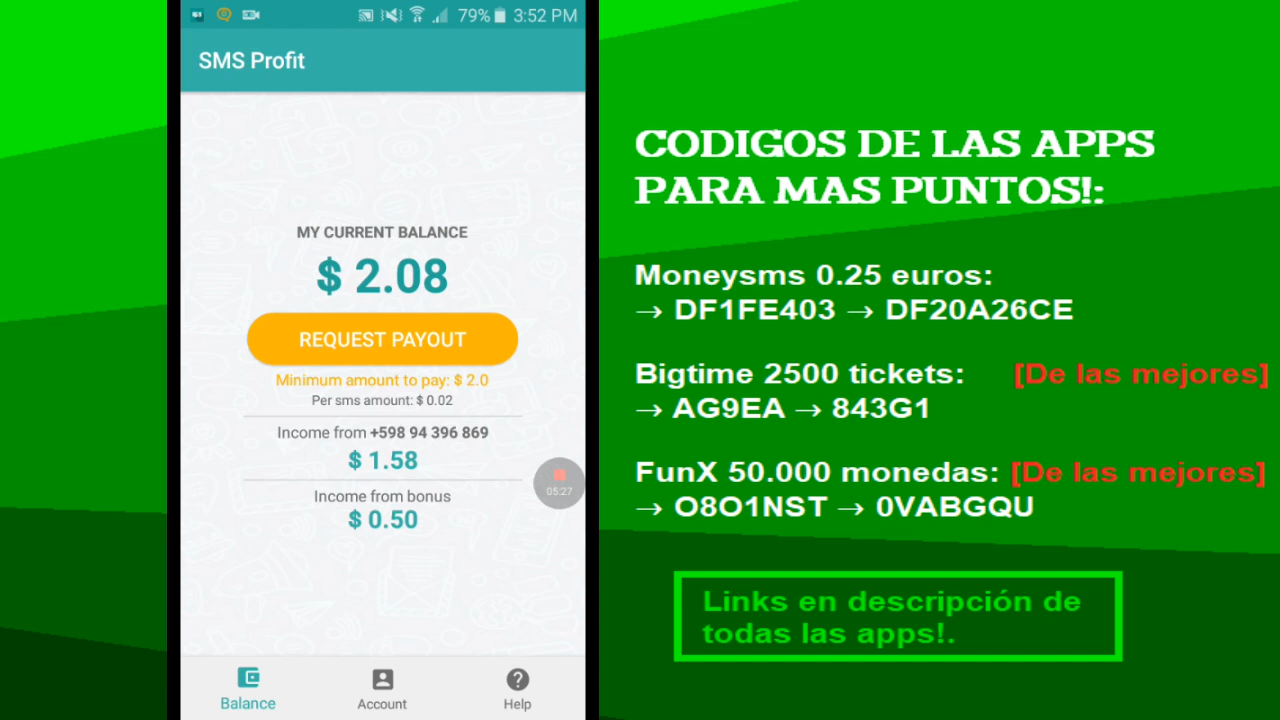 79% 3:52 PM
SMS Profit
MY CURRENT BALANCE
$ 2.08
REQUEST PAYOUT
Minimum amount to pay: $ 2.0
Per sms amount: $ 0.02
Income from +598 94 396 869
$ 1.58
05:27
Income from bonus
$ 0.50
Balance
Account
Help
CODIGOS DE LAS APPS
PARA MAS PUNTOS!:
Moneysms 0.25 euros:
→ DF1FE403 → DF20A26CE
Bigtime 2500 tickets: [De las mejores]
→ AG9EA → 843G1
FunX 50.000 monedas: [De las mejores]
→ O8O1NST → 0VABGQU
Links en descripción de
todas las apps!.